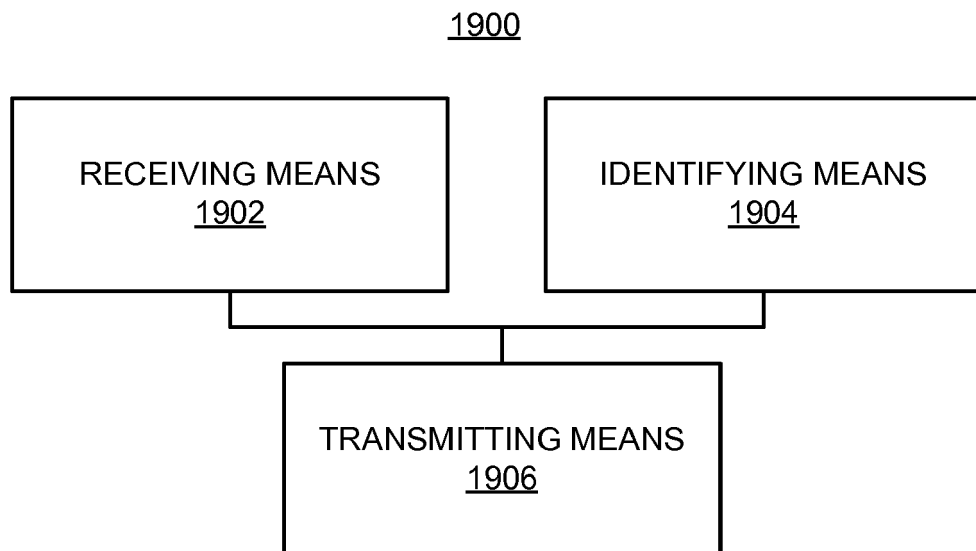 1900
RECEIVING MEANS
1902
IDENTIFYING MEANS
1904
TRANSMITTING MEANS
1906